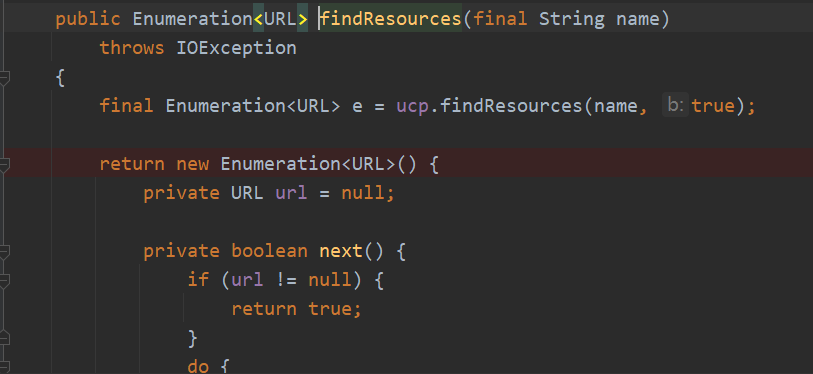 public Enumeration<URL> findResources(final String name)
throws IOException
{
final Enumeration<URL> e = ucp.findResources(name, b: true);
return new Enumeration<URL>() {
private URL url = null;
private boolean next() {
if (url != null) {
return true;
}
do {